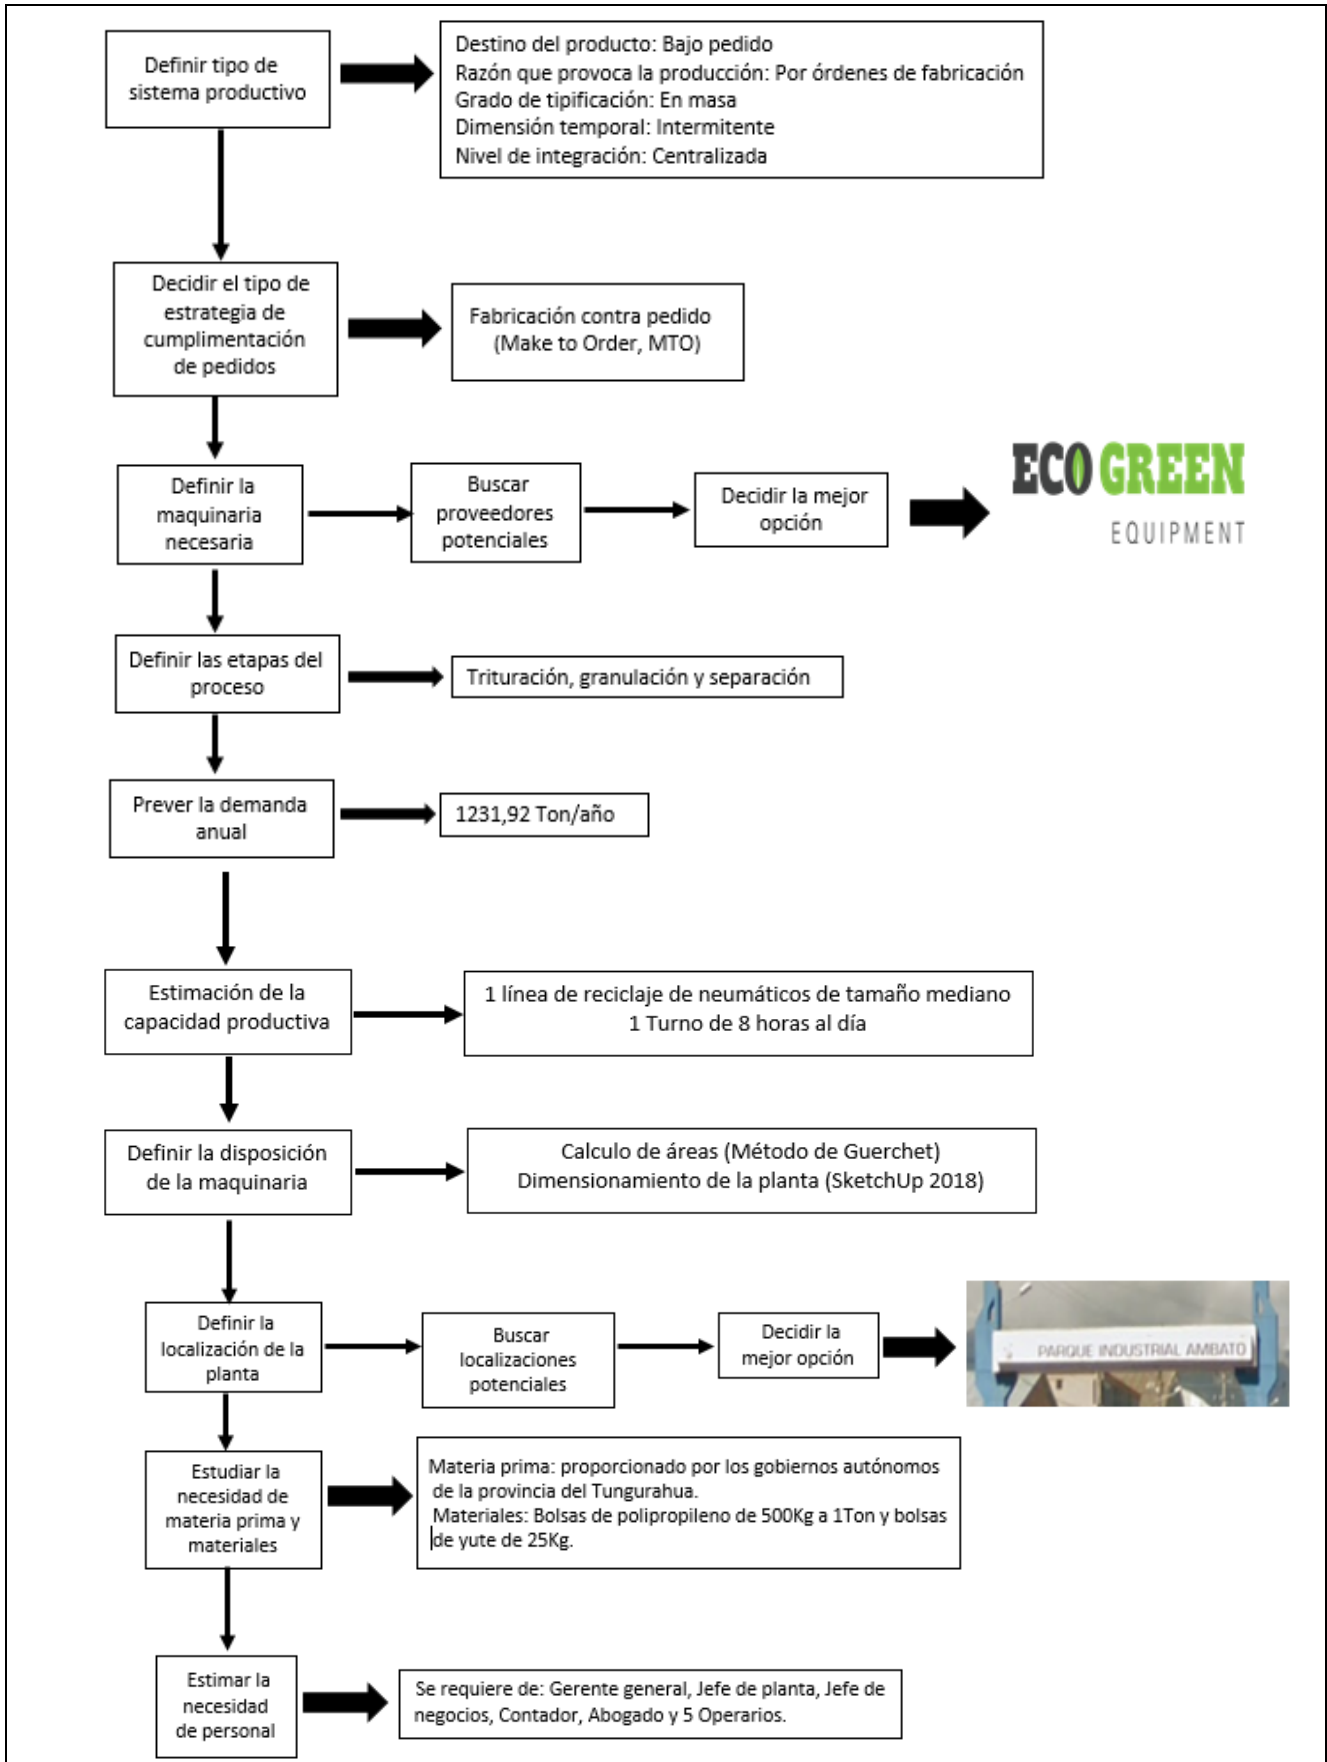 Definir tipo de
sistema productivo
Destino del producto: Bajo pedido
Razón que provoca la producción: Por órdenes de fabricación
Grado de tipificación: En masa
Dimensión temporal: Intermitente
Nivel de integración: Centralizada
Decidir el tipo de
estrategia de
cumplimentación
de pedidos
Fabricación contra pedido
(Make to Order, MTO)
Definir la
maquinaria
necesaria
Buscar
proveedores
potenciales
Decidir la mejor
opción
ECO GREEN
EQUIPMENT
Definir las etapas del
proceso
Trituración, granulación y separación
Prever la demanda
anual
1231,92 Ton/año
Estimación de la
capacidad productiva
1 línea de reciclaje de neumáticos de tamaño mediano
1 Turno de 8 horas al día
Definir la disposición
de la maquinaria
Calculo de áreas (Método de Guerchet)
Dimensionamiento de la planta (SketchUp 2018)
Definir la
localización de la
planta
Buscar
localizaciones
potenciales
Decidir la
mejor opción
PARQUE INDUSTRIAL AMBATO
Estudiar la
necesidad de
materia prima y
materiales
Materia prima: proporcionado por los gobiernos autónomos
de la provincia del Tungurahua.
Materiales: Bolsas de polipropileno de 500Kg a 1Ton y bolsas
de yute de 25Kg.
Estimar la
necesidad
de personal
Se requiere de: Gerente general, Jefe de planta, Jefe de
negocios, Contador, Abogado y 5 Operarios.